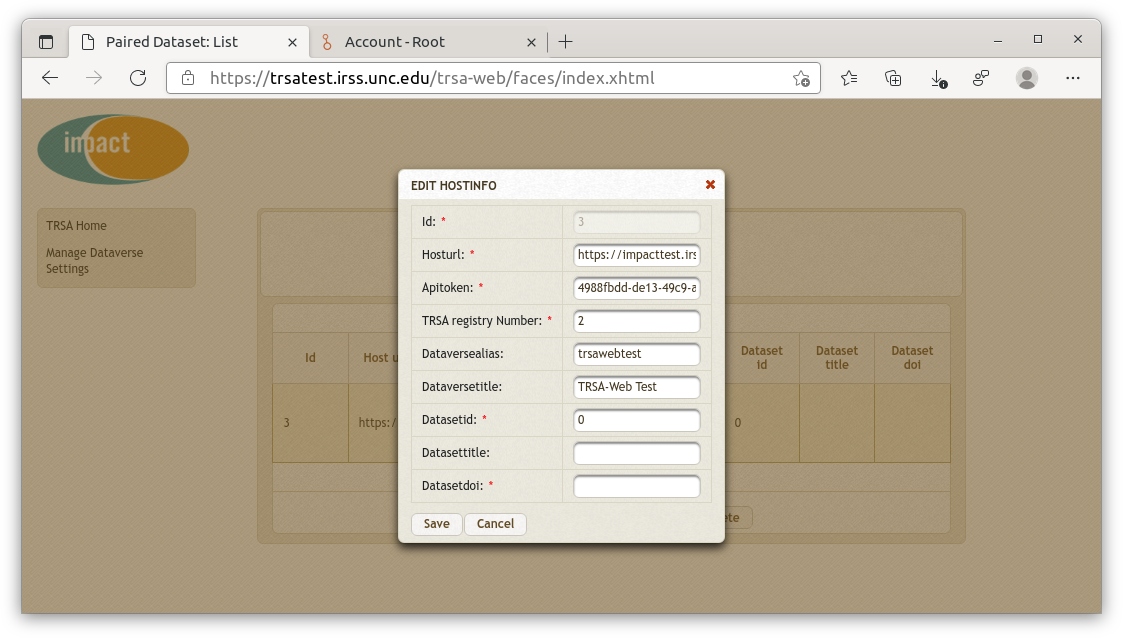 Paired Dataset: List
Account - Root
https://trsatest.irss.unc.edu/trsa-web/faces/index.xhtml
impact
TRSA Home
Manage Dataverse
Settings
EDIT HOSTINFO
Id: *
3
Hosturl: *
https://impacttest.irs
Apitoken: *
4988fbdd-de13-49c9-a
TRSA registry Number: *
2
Dataversealias:
trsawebtest
Dataversetitle:
TRSA-Web Test
Datasetid: *
0
Datasettitle:
Datasetdoi: *
Save
Cancel
Id
Host u
Dataset
id
Dataset
title
Dataset
doi
3
https:/
0
te